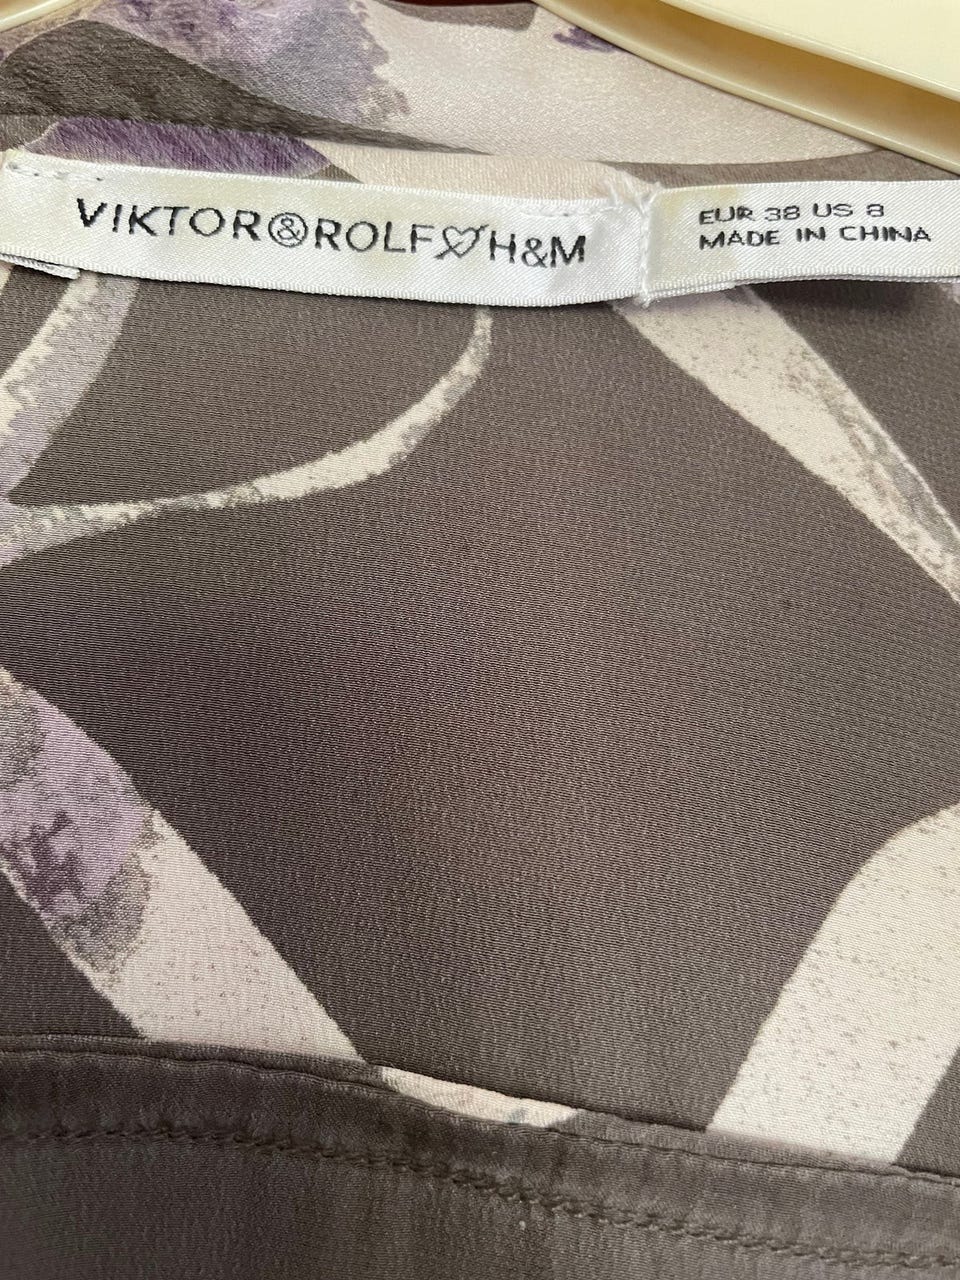 VIKTOR&ROLF♡H&M
EUR 38 US 8
MADE IN CHINA